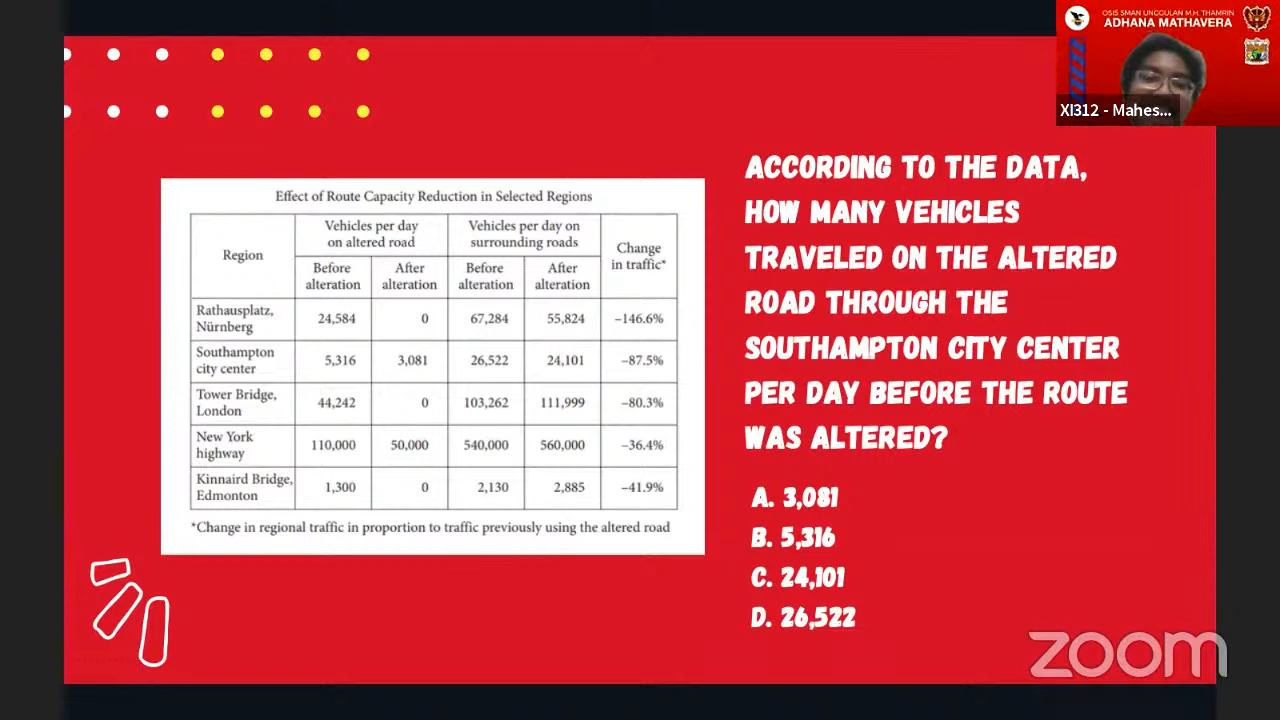 OSIS SMAN UNGGULAN M.H. THAMRIN
ADHANA MATHAVERA
XI312 - Mahes...
Effect of Route Capacity Reduction in Selected Regions
Region
Vehicles per day
on altered road
Vehicles per day on
surrounding roads
Change
in traffic*
Before
alteration
After
alteration
Before
alteration
After
alteration
Rathausplatz,
Nürnberg
24,584 0 67,284 55,824 –146.6%
Southampton
city center
5,316 3,081 26,522 24,101 –87.5%
Tower Bridge,
London
44,242 0 103,262 111,999 –80.3%
New York
highway
110,000 50,000 540,000 560,000 –36.4%
Kinnaird Bridge,
Edmonton
1,300 0 2,130 2,885 –41.9%
*Change in regional traffic in proportion to traffic previously using the altered road
ACCORDING TO THE DATA,
HOW MANY VEHICLES
TRAVELED ON THE ALTERED
ROAD THROUGH THE
SOUTHAMPTON CITY CENTER
PER DAY BEFORE THE ROUTE
WAS ALTERED?
A. 3,081
B. 5,316
C. 24,101
D. 26,522
zoom